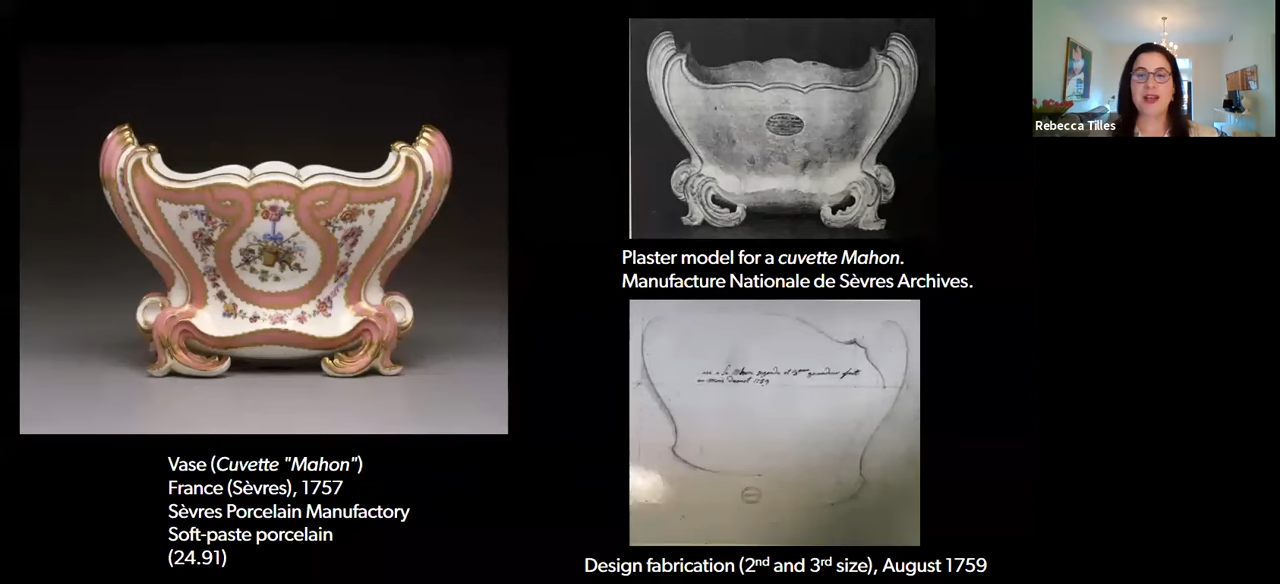 Vase (Cuvette "Mahon")
France (Sèvres), 1757
Sèvres Porcelain Manufactory
Soft-paste porcelain
(24.91)
Plaster model for a cuvette Mahon.
Manufacture Nationale de Sèvres Archives.
Design fabrication (2nd and 3rd size), August 1759
Rebecca Tilles